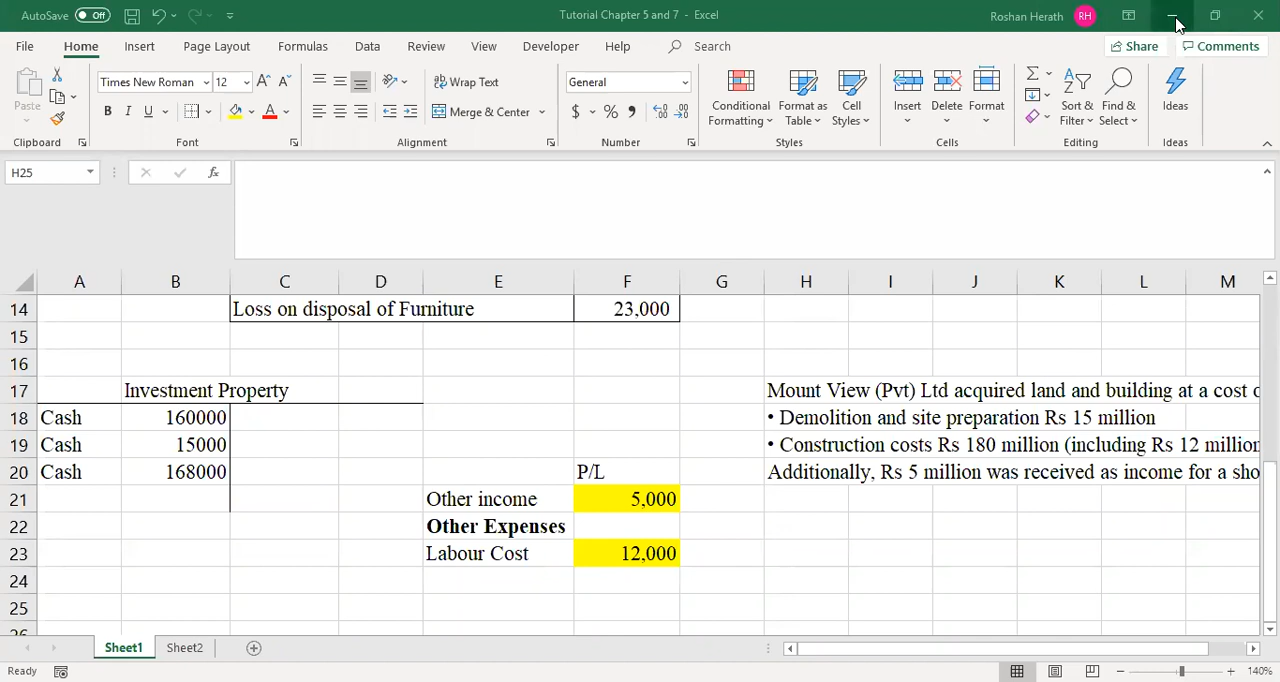 AutoSave Off Tutorial Chapter 5 and 7 - Excel Roshan Herath RH
File Home Insert Page Layout Formulas Data Review View Developer Help Search Share Comments
Paste Times New Roman 12 Wrap Text General Conditional Formatting Format as Table Cell Styles Insert Delete Format Sort & Filter Find & Select Ideas
B I U Merge & Center $ %
Clipboard Font Alignment Number Styles Cells Editing Ideas
H25 fx
A B C D E F G H I J K L M
14 Loss on disposal of Furniture 23,000
15
16
17 Investment Property Mount View (Pvt) Ltd acquired land and building at a cost
18 Cash 160000 • Demolition and site preparation Rs 15 million
19 Cash 15000 • Construction costs Rs 180 million (including Rs 12 million
20 Cash 168000 P/L Additionally, Rs 5 million was received as income for a
21 Other income 5,000
22 Other Expenses
23 Labour Cost 12,000
24
25
26
Sheet1 Sheet2
Ready 140%